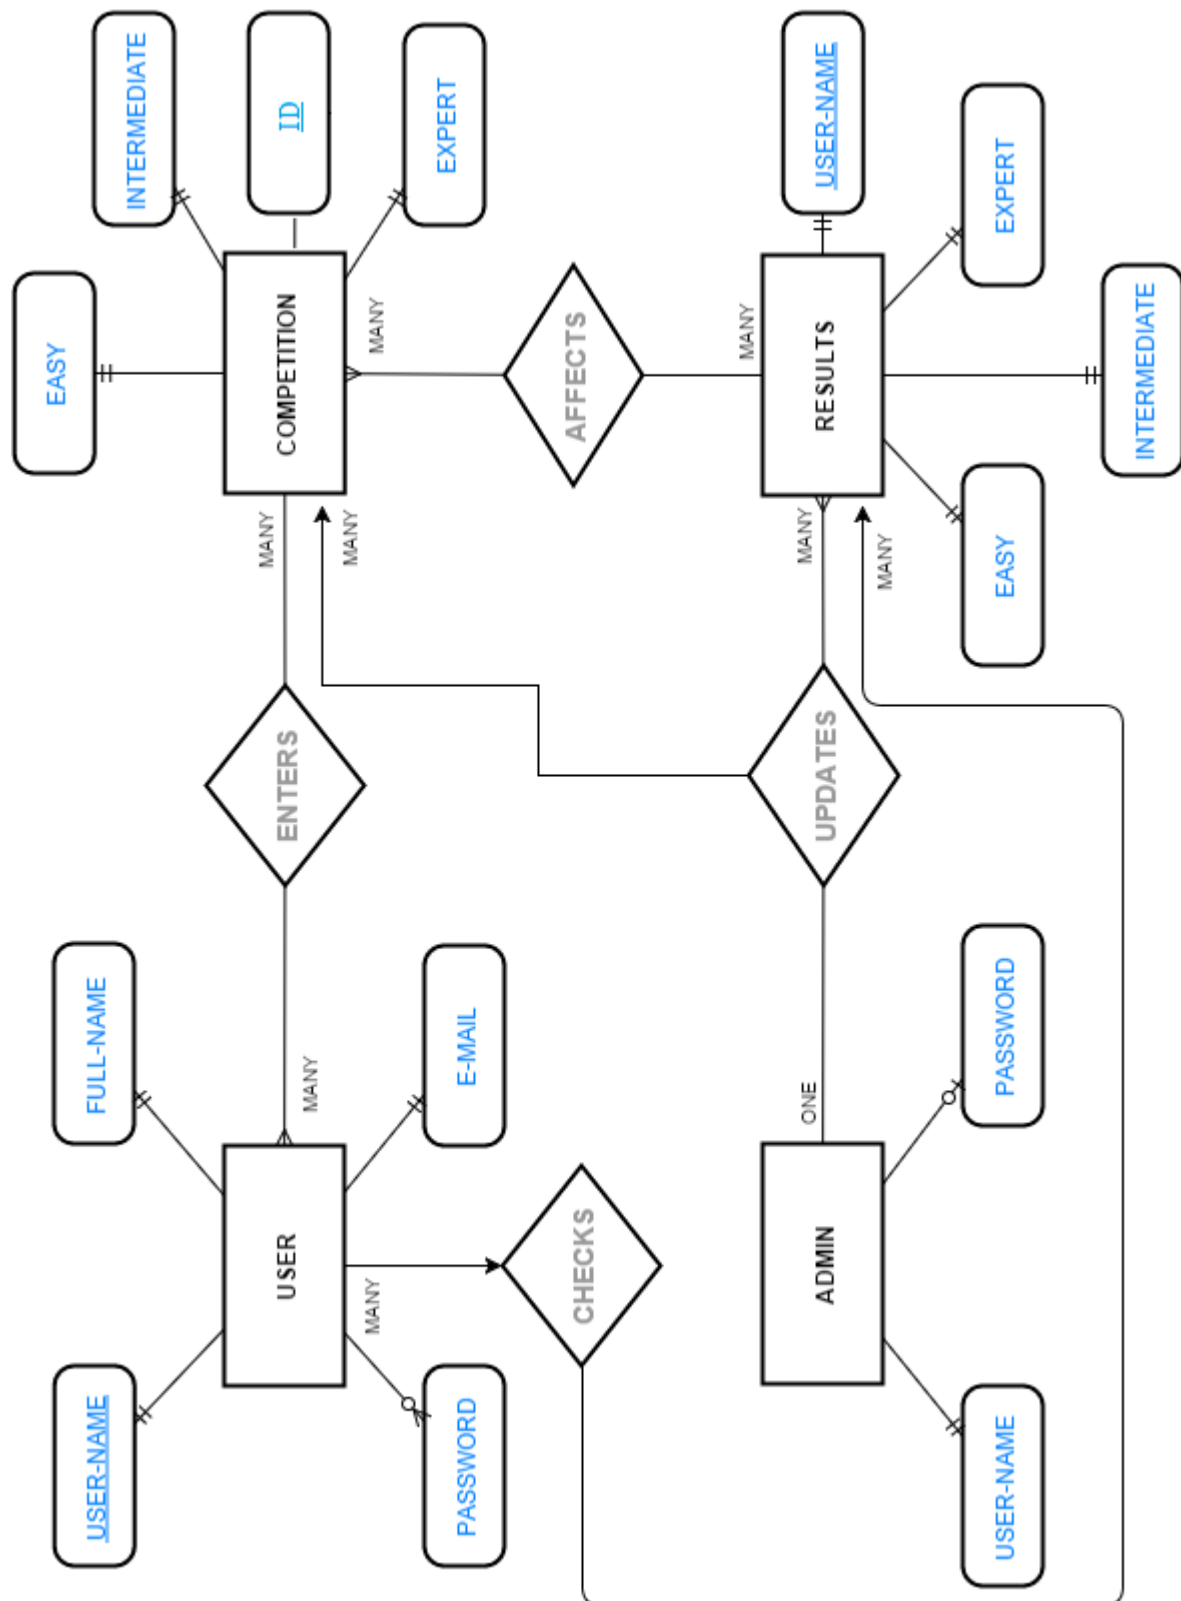 EASY
USER-NAME
FULL-NAME
INTERMEDIATE
MANY
USER
ENTERS
COMPETITION
ID
MANY
MANY
MANY
MANY
PASSWORD
E-MAIL
EXPERT
CHECKS
AFFECTS
MANY
ONE
MANY
ADMIN
UPDATES
RESULTS
USER-NAME
MANY
USER-NAME
PASSWORD
EASY
EXPERT
INTERMEDIATE